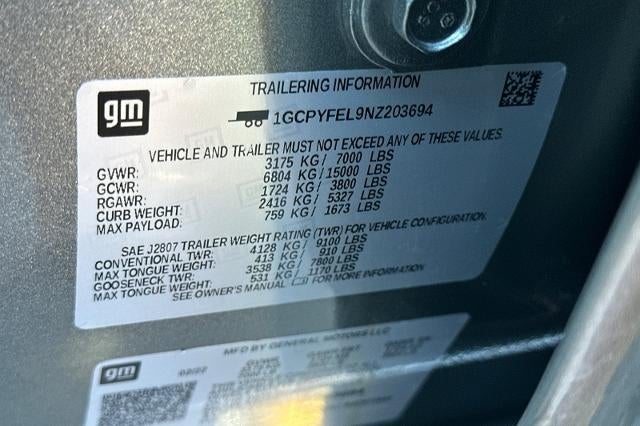 gm
TRAILERING INFORMATION
1GCPYFEL9NZ203694
VEHICLE AND TRAILER MUST NOT EXCEED ANY OF THESE VALUES.
GVWR: 3175 KG/ 7000 LBS
GCWR: 6804 KG/ 15000 LBS
RGAWR: 1724 KG/ 3800 LBS
CURB WEIGHT: 2416 KG/ 5327 LBS
MAX PAYLOAD: 759 KG/ 1673 LBS
SAE J2807 TRAILER WEIGHT RATING (TWR) FOR VEHICLE CONFIGURATION.
CONVENTIONAL TWR: 4128 KG/ 9100 LBS
MAX TONGUE WEIGHT: 413 KG/ 910 LBS
GOOSENECK TWR: 3538 KG/ 7800 LBS
MAX TONGUE WEIGHT: 531 KG/ 1170 LBS
SEE OWNER'S MANUAL FOR MORE INFORMATION
gm
MFD BY GENERAL MOTORS LLC
02/22 GVWR